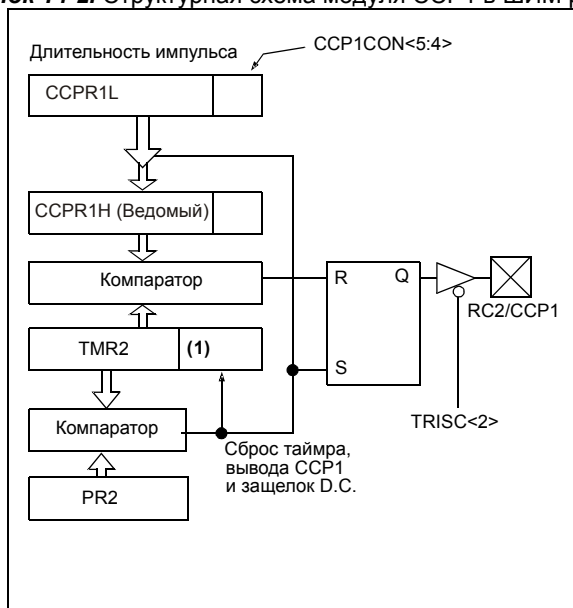 Структурная схема модуля CCP1 в ШИМ
Длительность импульса
CCP1CON<5:4>
CCPR1L
CCPR1H (Ведомый)
Компаратор
R
Q
RC2/CCP1
TMR2
(1)
S
Компаратор
TRISC<2>
Сброс таймра,
вывода CCP1
и защелок D.C.
PR2